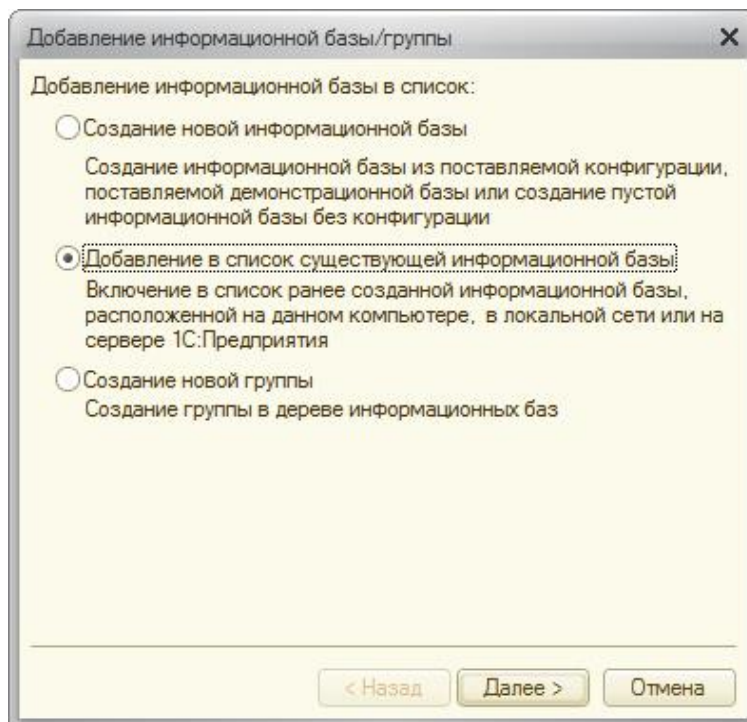 Добавление информационной базы/группы
Добавление информационной базы в список:
Создание новой информационной базы
Создание информационной базы из поставляемой конфигурации,
поставляемой демонстрационной базы или создание пустой
информационной базы без конфигурации
Добавление в список существующей информационной базы
Включение в список ранее созданной информационной базы,
расположенной на данном компьютере, в локальной сети или на
сервере 1С:Предприятия
Создание новой группы
Создание группы в дереве информационных баз
< Назад
Далее >
Отмена